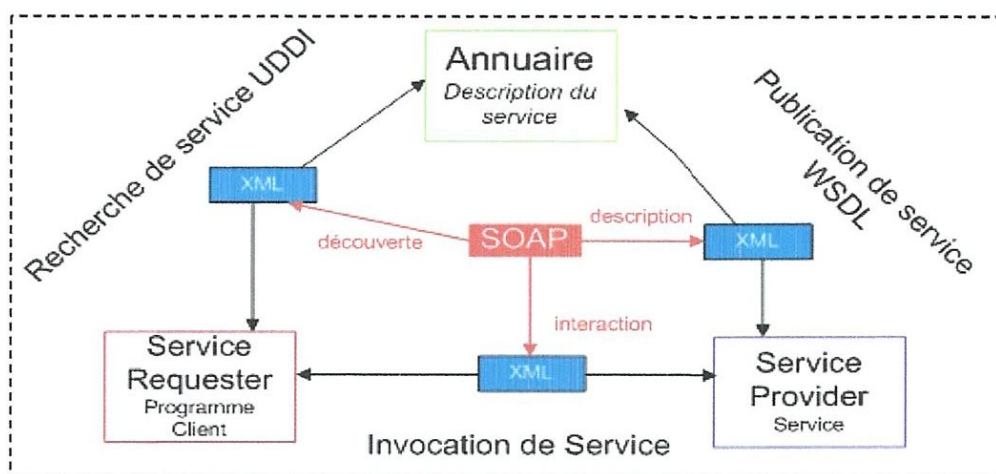 Annuaire
Description du
service
Recherche de service UDDI
Publication de service
WSDL
XML
découverte
SOAP
description
XML
interaction
Service
Requester
Programme
Client
XML
Service
Provider
Service
Invocation de Service